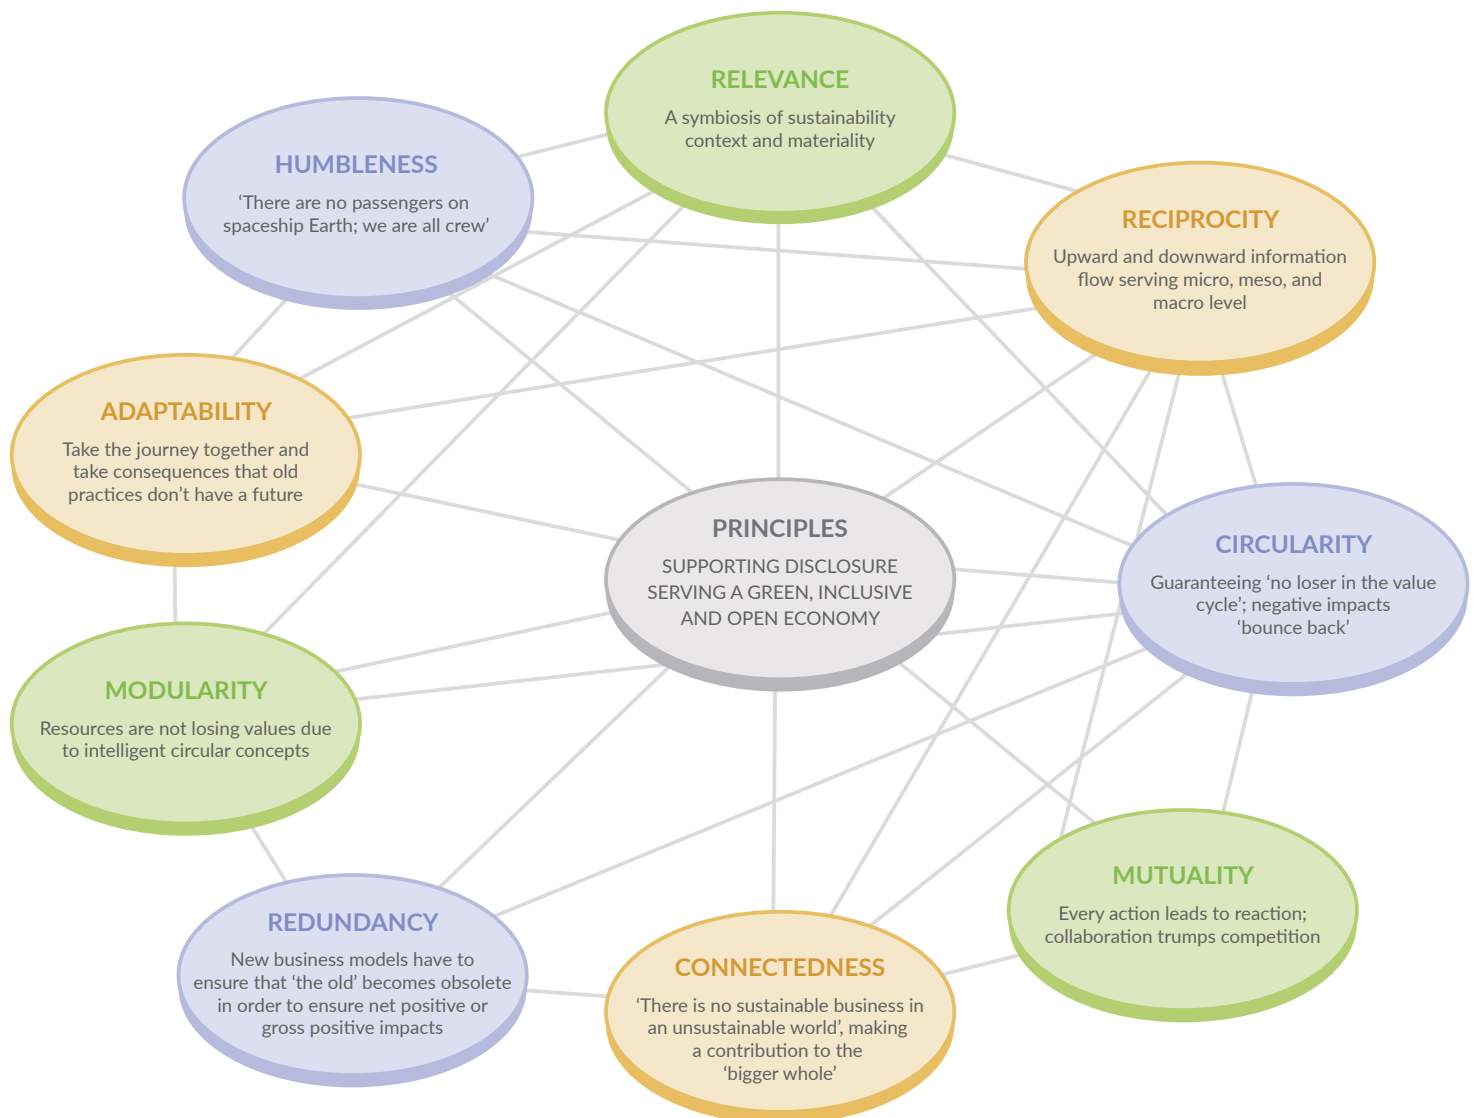 RELEVANCE
A symbiosis of sustainability
context and materiality
HUMBLENESS
‘There are no passengers on
spaceship Earth; we are all crew’
RECIPROCITY
Upward and downward information
flow serving micro, meso, and
macro level
ADAPTABILITY
Take the journey together and
take consequences that old
practices don’t have a future
PRINCIPLES
SUPPORTING DISCLOSURE
SERVING A GREEN, INCLUSIVE
AND OPEN ECONOMY
CIRCULARITY
Guaranteeing ‘no loser in the value
cycle’; negative impacts
‘bounce back’
MODULARITY
Resources are not losing values due
to intelligent circular concepts
MUTUALITY
Every action leads to reaction;
collaboration trumps competition
REDUNDANCY
New business models have to
ensure that ‘the old’ becomes obsolete
in order to ensure net positive or
gross positive impacts
CONNECTEDNESS
‘There is no sustainable business in
an unsustainable world’, making
a contribution to the
‘bigger whole’